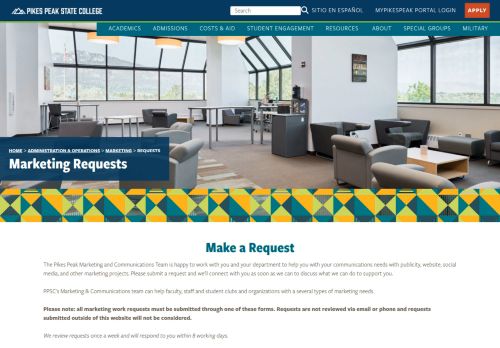 PIKES PEAK STATE COLLEGE
Search
SITIO EN ESPAÑOL
MYPIKESPEAK PORTAL LOGIN
APPLY
ACADEMICS ADMISSIONS COSTS & AID STUDENT ENGAGEMENT RESOURCES ABOUT SPECIAL GROUPS MILITARY
HOME > ADMINISTRATION & OPERATIONS > MARKETING > REQUESTS
Marketing Requests
Make a Request
The Pikes Peak Marketing and Communications Team is happy to work with you and your department to help you with your communications needs with publicity, website, social
media, and other marketing projects. Please submit a request and we'll connect with you as soon as we can to discuss what we can do to support you.
PPSC's Marketing & Communications team can help faculty, staff and student clubs and organizations with a several types of marketing needs.
Please note: all marketing work requests must be submitted through one of these forms. Requests are not reviewed via email or phone and requests
submitted outside of this website will not be considered.
We review requests once a week and will respond to you within 8 working days.